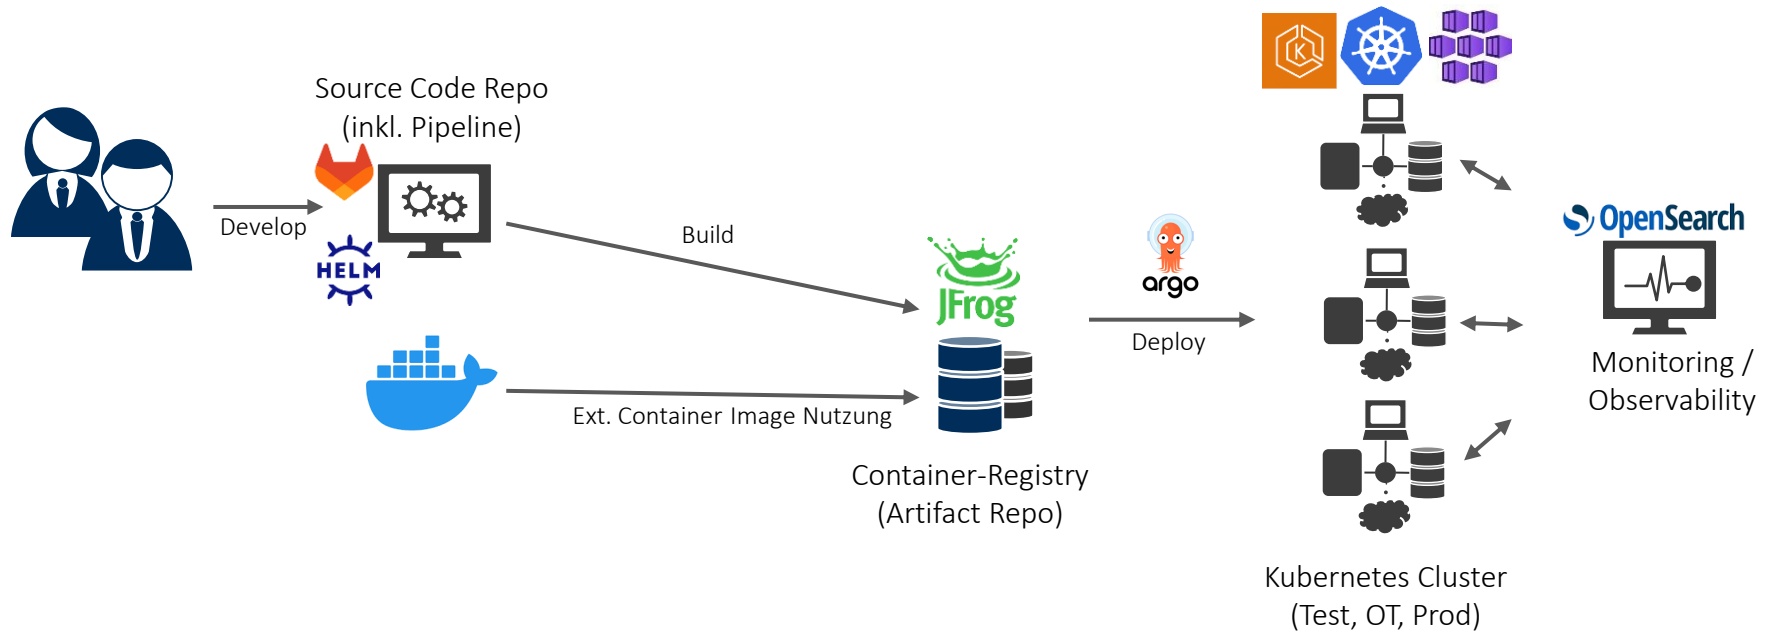 Source Code Repo
(inkl. Pipeline)
Develop
HELM
Build
Ext. Container Image Nutzung
JFrog
Container-Registry
(Artifact Repo)
argo
Deploy
K
Kubernetes Cluster
(Test, OT, Prod)
OpenSearch
Monitoring /
Observability